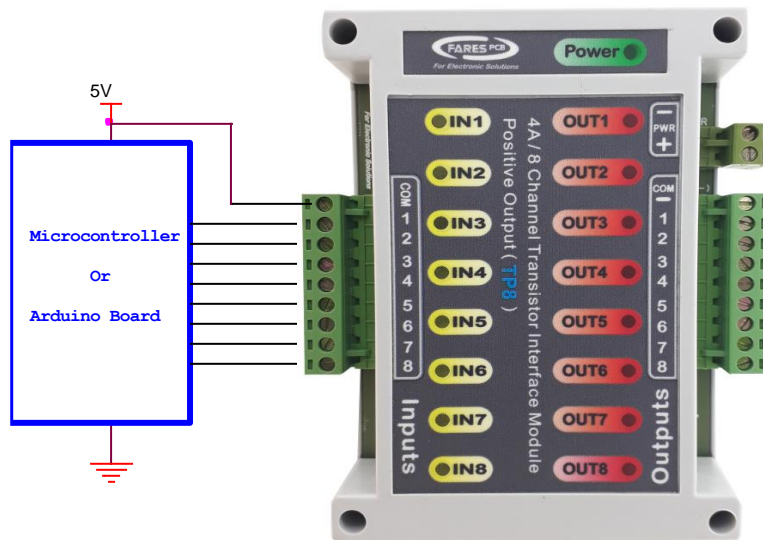 5V
Microcontroller
Or
Arduino Board
FARES PCB
For Electronic Solutions
Power
For Electronic Solutions
IN1
IN2
IN3
IN4
IN5
IN6
IN7
IN8
COM
1
2
3
4
5
6
7
8
Inputs
4A / 8 Channel Transistor Interface Module
Positive Output ( TP8 )
OUT1
OUT2
OUT3
OUT4
OUT5
OUT6
OUT7
OUT8
−
PWR
+
COM
−
1
2
3
4
5
6
7
8
Outputs